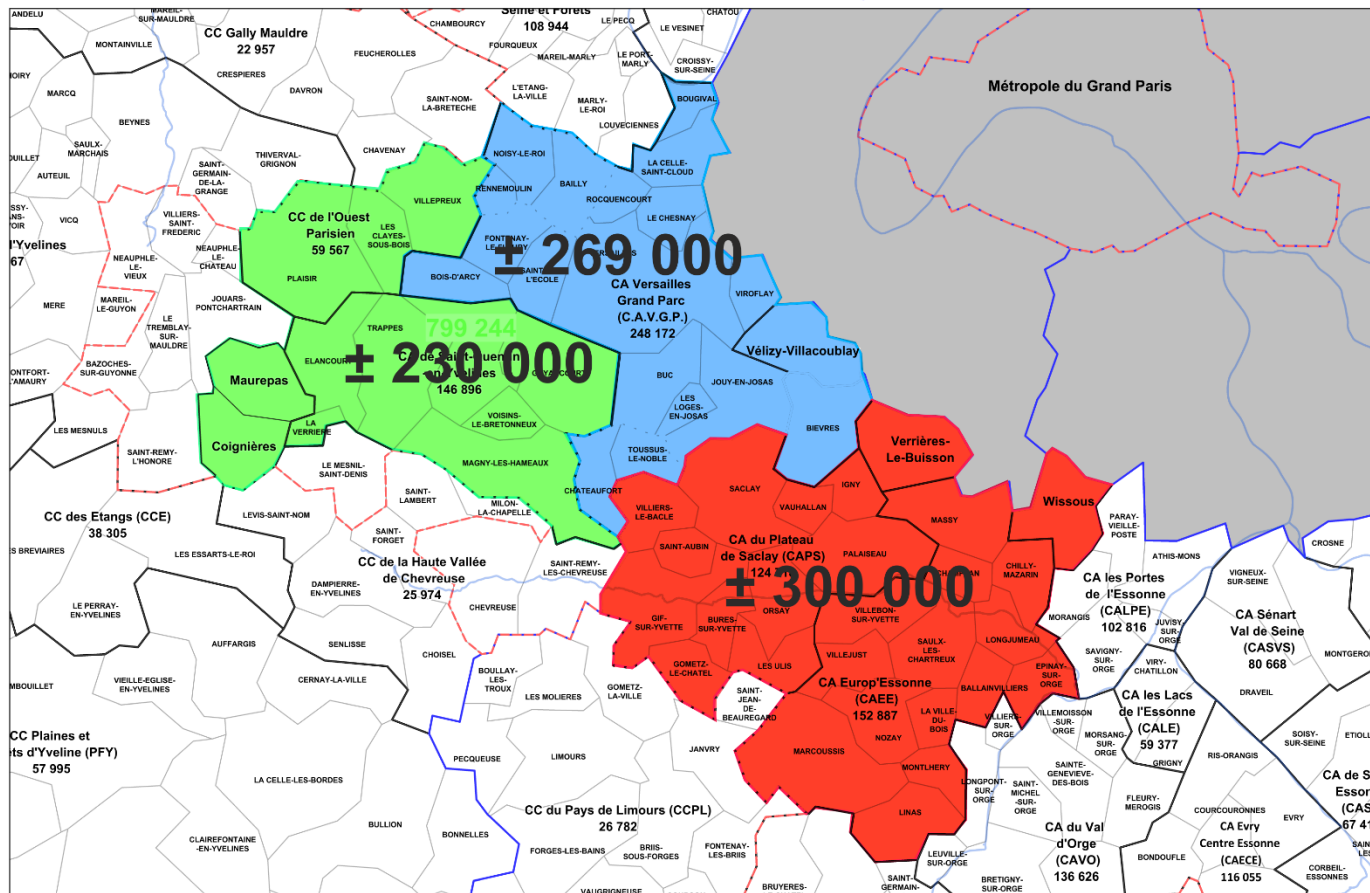 ANDELU
MAREIL-
SUR-MAULDRE
MONTAINVILLE
CC Gally Mauldre
22 957
CHAMBOURCY
FEUCHEROLLES
CRESPIERES
DAVRON
SAINT-NOM-
LA-BRETECHE
Seine et Forêts
108 944
FOURQUEUX
MAREIL-MARLY
LE PECQ
LE PORT-
MARLY
LE VESINET
CHATOU
CROISSY-
SUR-SEINE
L'ETANG-
LA-VILLE
MARLY-
LE-ROI
LOUVECIENNES
BOUGIVAL
Métropole du Grand Paris
MARCQ
BEYNES
SAULX-
MARCHAIS
AUTEUIL
VICQ
THIVERVAL-
GRIGNON
SAINT-
GERMAIN-
DE-LA-
GRANGE
CHAVENAY
VILLIERS-
SAINT-
FREDERIC
NEAUPHLE-
LE-
CHATEAU
NEAUPHLE-
LE-
VIEUX
l'Yvelines
67
MERE
MAREIL-
LE-GUYON
JOUARS-
PONTCHARTRAIN
LE
TREMBLAY-
SUR-
MAULDRE
BAZOCHES-
SUR-GUYONNE
LES MESNULS
SAINT-REMY-
L'HONORE
NOISY-LE-ROI
RENNEMOULIN
BAILLY
LA CELLE-
SAINT-CLOUD
ROCQUENCOURT
LE CHESNAY
VILLEPREUX
CC de l'Ouest
Parisien
59 567
LES
CLAYES-
SOUS-BOIS
PLAISIR
BOIS-D'ARCY
± 269 000
CA Versailles
Grand Parc
(C.A.V.G.P.)
248 172
VIROFLAY
Vélizy-Villacoublay
TRAPPES
799 244
ELANCOURT
± 230 000
146 896
BUC
JOUY-EN-JOSAS
LES
LOGES-
EN-JOSAS
BIEVRES
Maurepas
Coignières
LA
VERRIERE
VOISINS-
LE-BRETONNEUX
MAGNY-LES-HAMEAUX
TOUSSUS-
LE-NOBLE
CHATEAUFORT
LE MESNIL-
SAINT-DENIS
SAINT-
LAMBERT
MILON-
LA-CHAPELLE
LEVIS-SAINT-NOM
SAINT-
FORGET
CC des Etangs (CCE)
38 305
LES ESSARTS-LE-ROI
CC de la Haute Vallée
de Chevreuse
25 974
SAINT-REMY-
LES-CHEVREUSE
DAMPIERRE-
EN-YVELINES
CHEVREUSE
LE PERRAY-
EN-YVELINES
AUFFARGIS
SENLISSE
CHOISEL
CERNAY-LA-VILLE
VIEILLE-EGLISE-
EN-YVELINES
Verrières-
Le-Buisson
Wissous
SACLAY
IGNY
VAUHALLAN
VILLIERS-
LE-BACLE
SAINT-AUBIN
MASSY
CA du Plateau
de Saclay (CAPS)
PALAISEAU
CHILLY-
MAZARIN
± 300 000
GIF-
SUR-YVETTE
BURES-
SUR-YVETTE
ORSAY
VILLEBON-
SUR-YVETTE
GOMETZ-
LE-CHATEL
LES ULIS
VILLEJUST
SAULX-
LES-
CHARTREUX
LONGJUMEAU
EPINAY-
SUR-
ORGE
BALLAINVILLIERS
CA Europ'Essonne
(CAEE)
152 887
LA VILLE-
DU-
BOIS
NOZAY
MARCOUSSIS
MONTLHERY
LINAS
PARAY-
VIEILLE-
POSTE
ATHIS-MONS
CA les Portes
de l'Essonne
(CALPE)
102 816
MORANGIS
JUVISY-
SUR-
ORGE
SAVIGNY-
SUR-
ORGE
VIRY-
CHATILLON
CROSNE
VIGNEUX-
SUR-SEINE
CA Sénart
Val de Seine
(CASVS)
80 668
MONTGERON
DRAVEIL
CA les Lacs
de l'Essonne
(CALE)
59 377
GRIGNY
RIS-ORANGIS
SOISY-
SUR-SEINE
VILLIERS-
SUR-
ORGE
VILLEMOISSON
-SUR-
ORGE
MORSANG-
SUR-
ORGE
SAINTE-
GENEVIEVE-
DES-BOIS
LONGPONT-
SUR-
ORGE
SAINT-
MICHEL
-SUR-
ORGE
FLEURY-
MEROGIS
COURCOURONNES
EVRY
CA du Val
d'Orge
(CAVO)
136 626
CA Evry
Centre Essonne
(CAECE)
116 055
BONDOUFLE
CORBEIL-
ESSONNES
LEUVILLE-
SUR-ORGE
BRETIGNY-
SUR-ORGE
SAINT-
GERMAIN-
BOULLAY-
LES-
TROUX
LES MOLIERES
GOMETZ-
LA-VILLE
SAINT-
JEAN-
DE-
BEAUREGARD
JANVRY
PECQUEUSE
LIMOURS
CC du Pays de Limours (CCPL)
26 782
FORGES-LES-BAINS
BRIIS-
SOUS-FORGES
FONTENAY-
LES-BRIIS
VAUGRIGNEUSE
BRUYERES-
CC Plaines et
ts d'Yveline (PFY)
57 995
LA CELLE-LES-BORDES
BULLION
BONNELLES
CLAIREFONTAINE
-EN-YVELINES